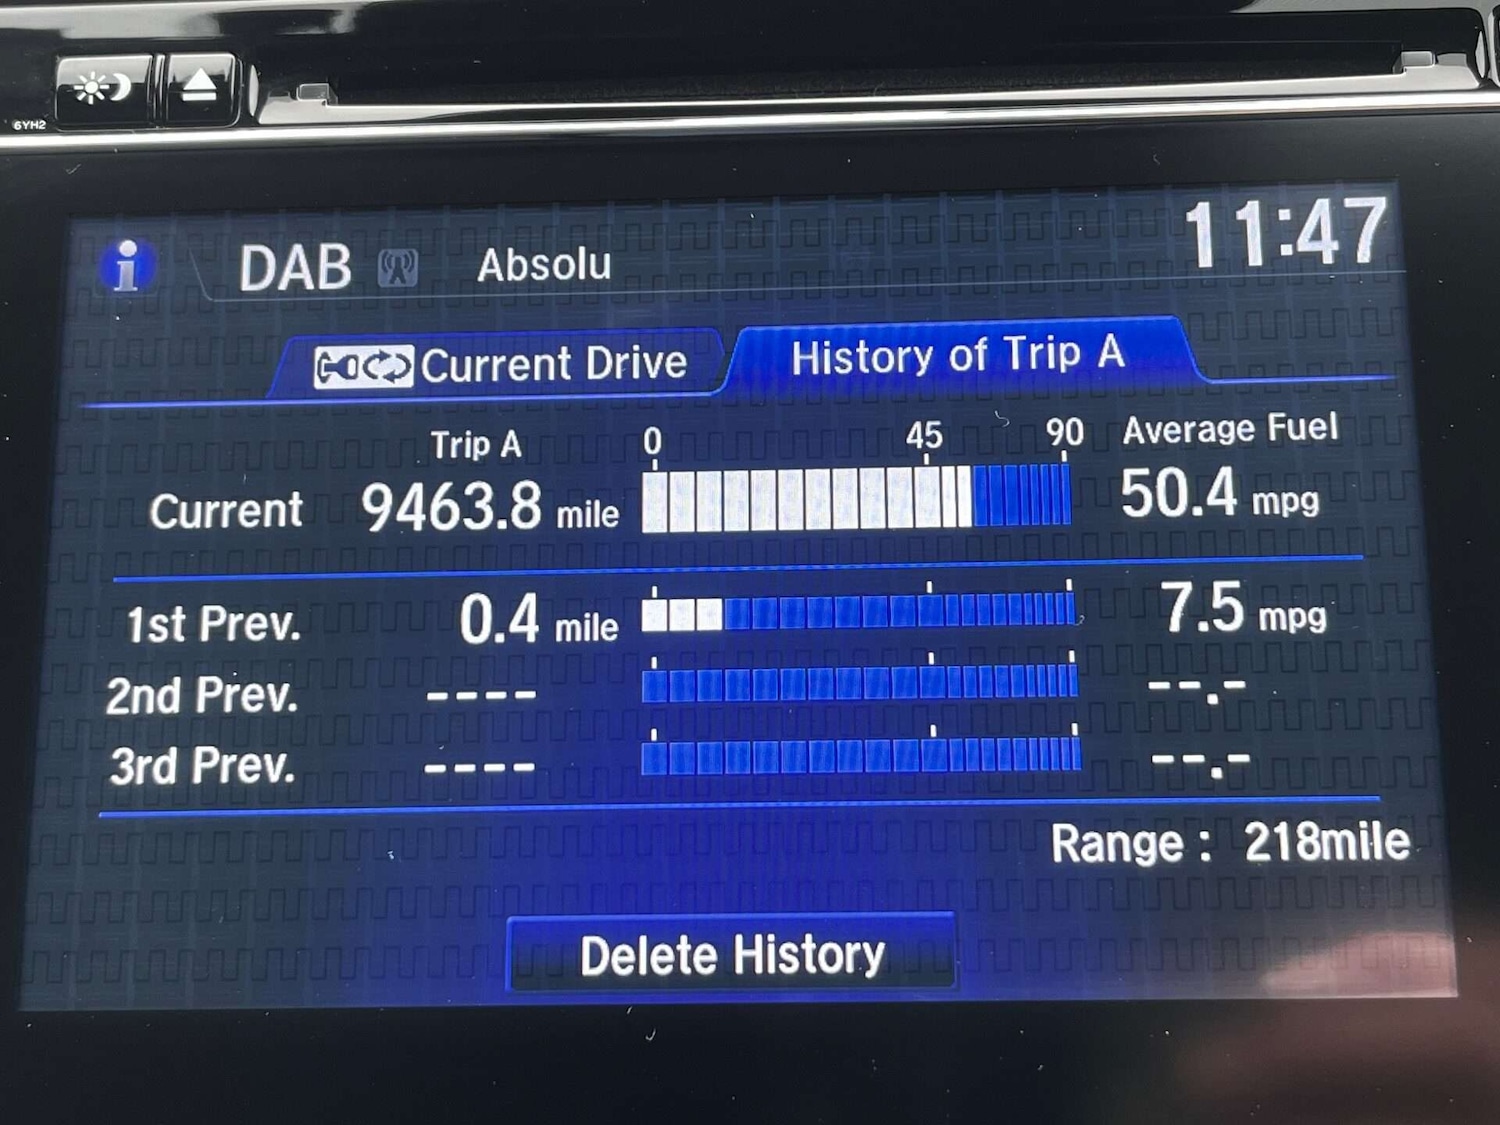 6YH2
i DAB Absolu 11:47
Current Drive History of Trip A
Trip A 0 45 90 Average Fuel
Current 9463.8 mile 50.4 mpg
1st Prev. 0.4 mile 7.5 mpg
2nd Prev. ---- --.-
3rd Prev. ---- --.-
Range : 218mile
Delete History